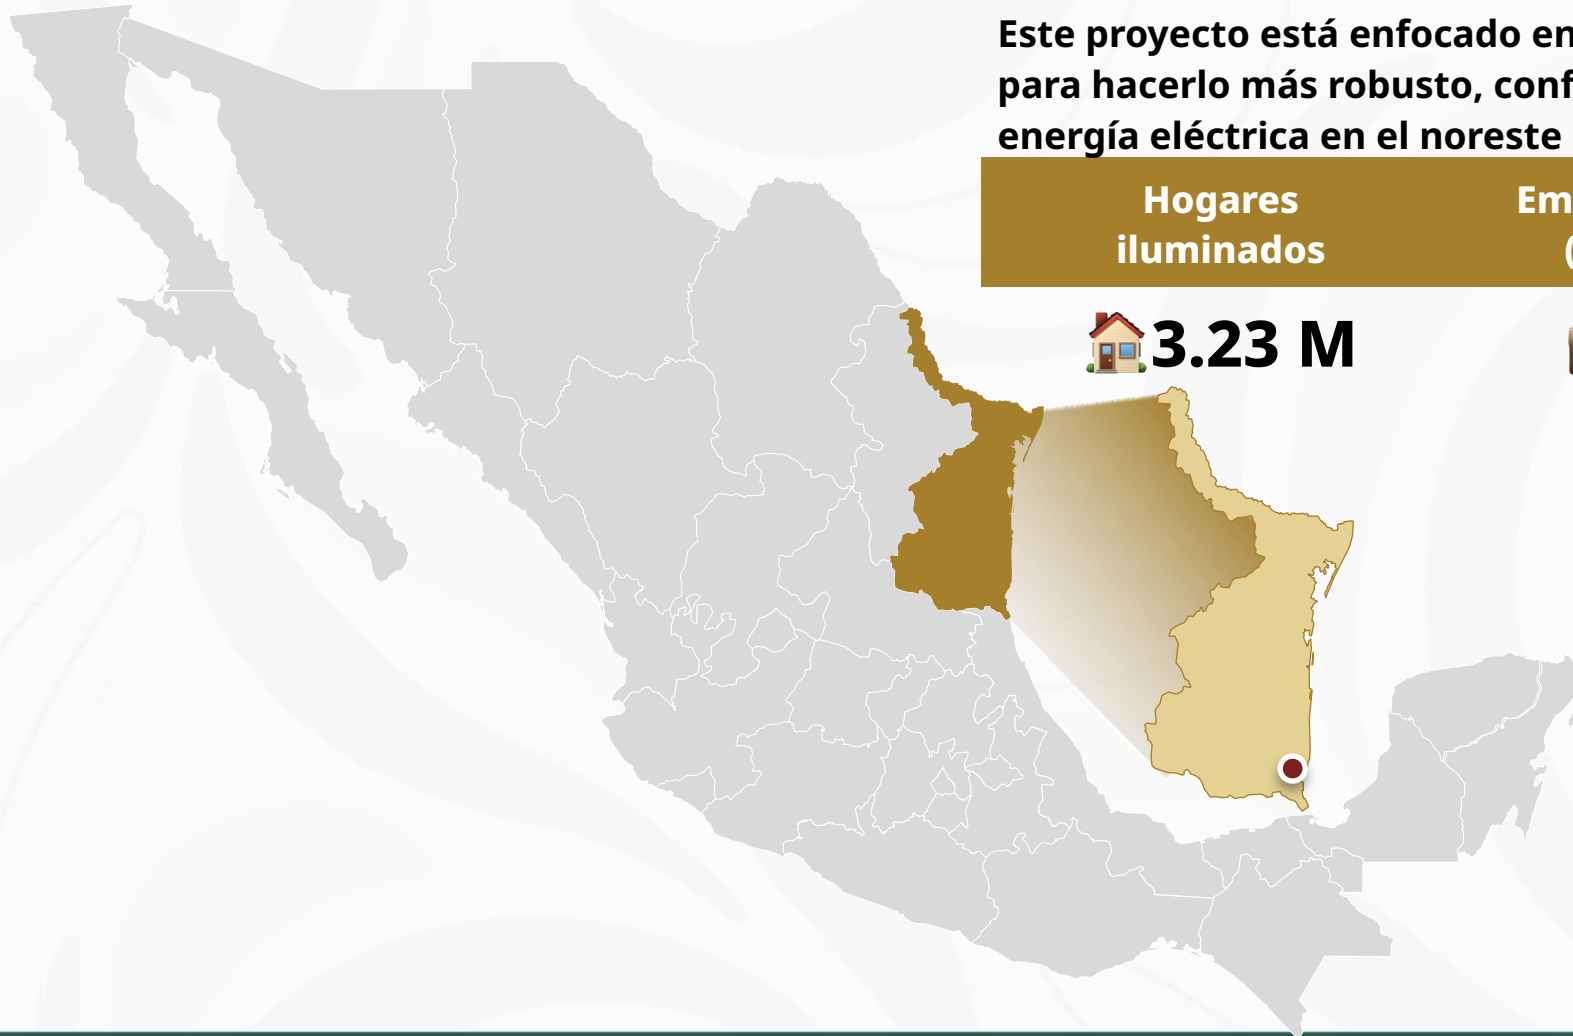 Este proyecto está enfocado en
para hacerlo más robusto, conf
energía eléctrica en el noreste
Hogares
iluminados
Em
(
3.23 M